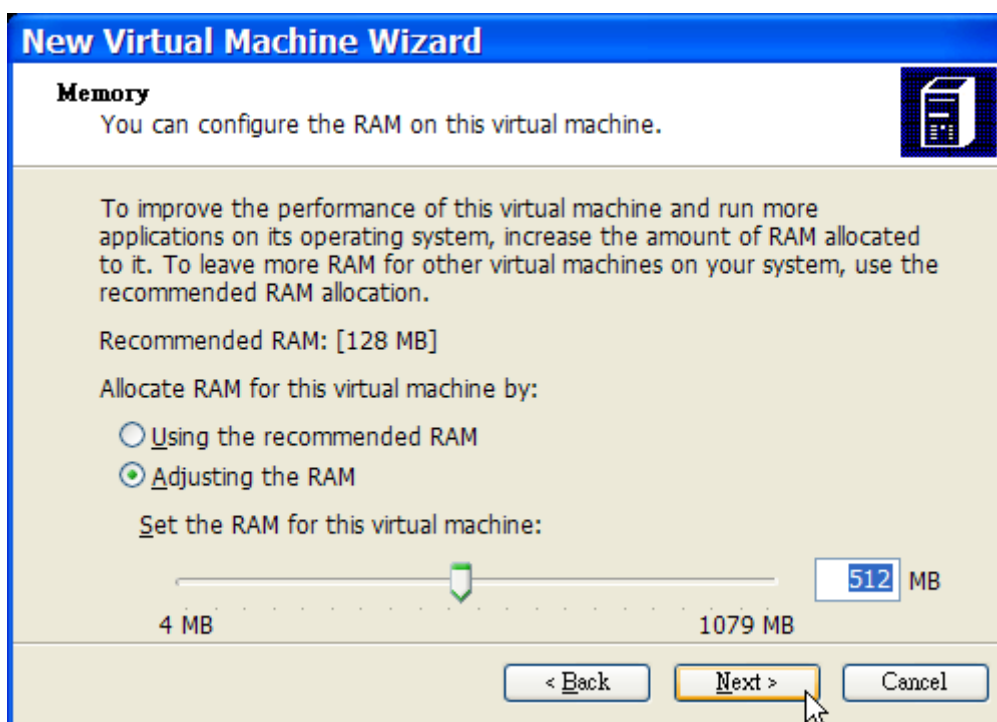 New Virtual Machine Wizard
Memory
You can configure the RAM on this virtual machine.
To improve the performance of this virtual machine and run more
applications on its operating system, increase the amount of RAM allocated
to it. To leave more RAM for other virtual machines on your system, use the
recommended RAM allocation.
Recommended RAM: [128 MB]
Allocate RAM for this virtual machine by:
Using the recommended RAM
Adjusting the RAM
Set the RAM for this virtual machine:
512 MB
4 MB 1079 MB
< Back Next > Cancel